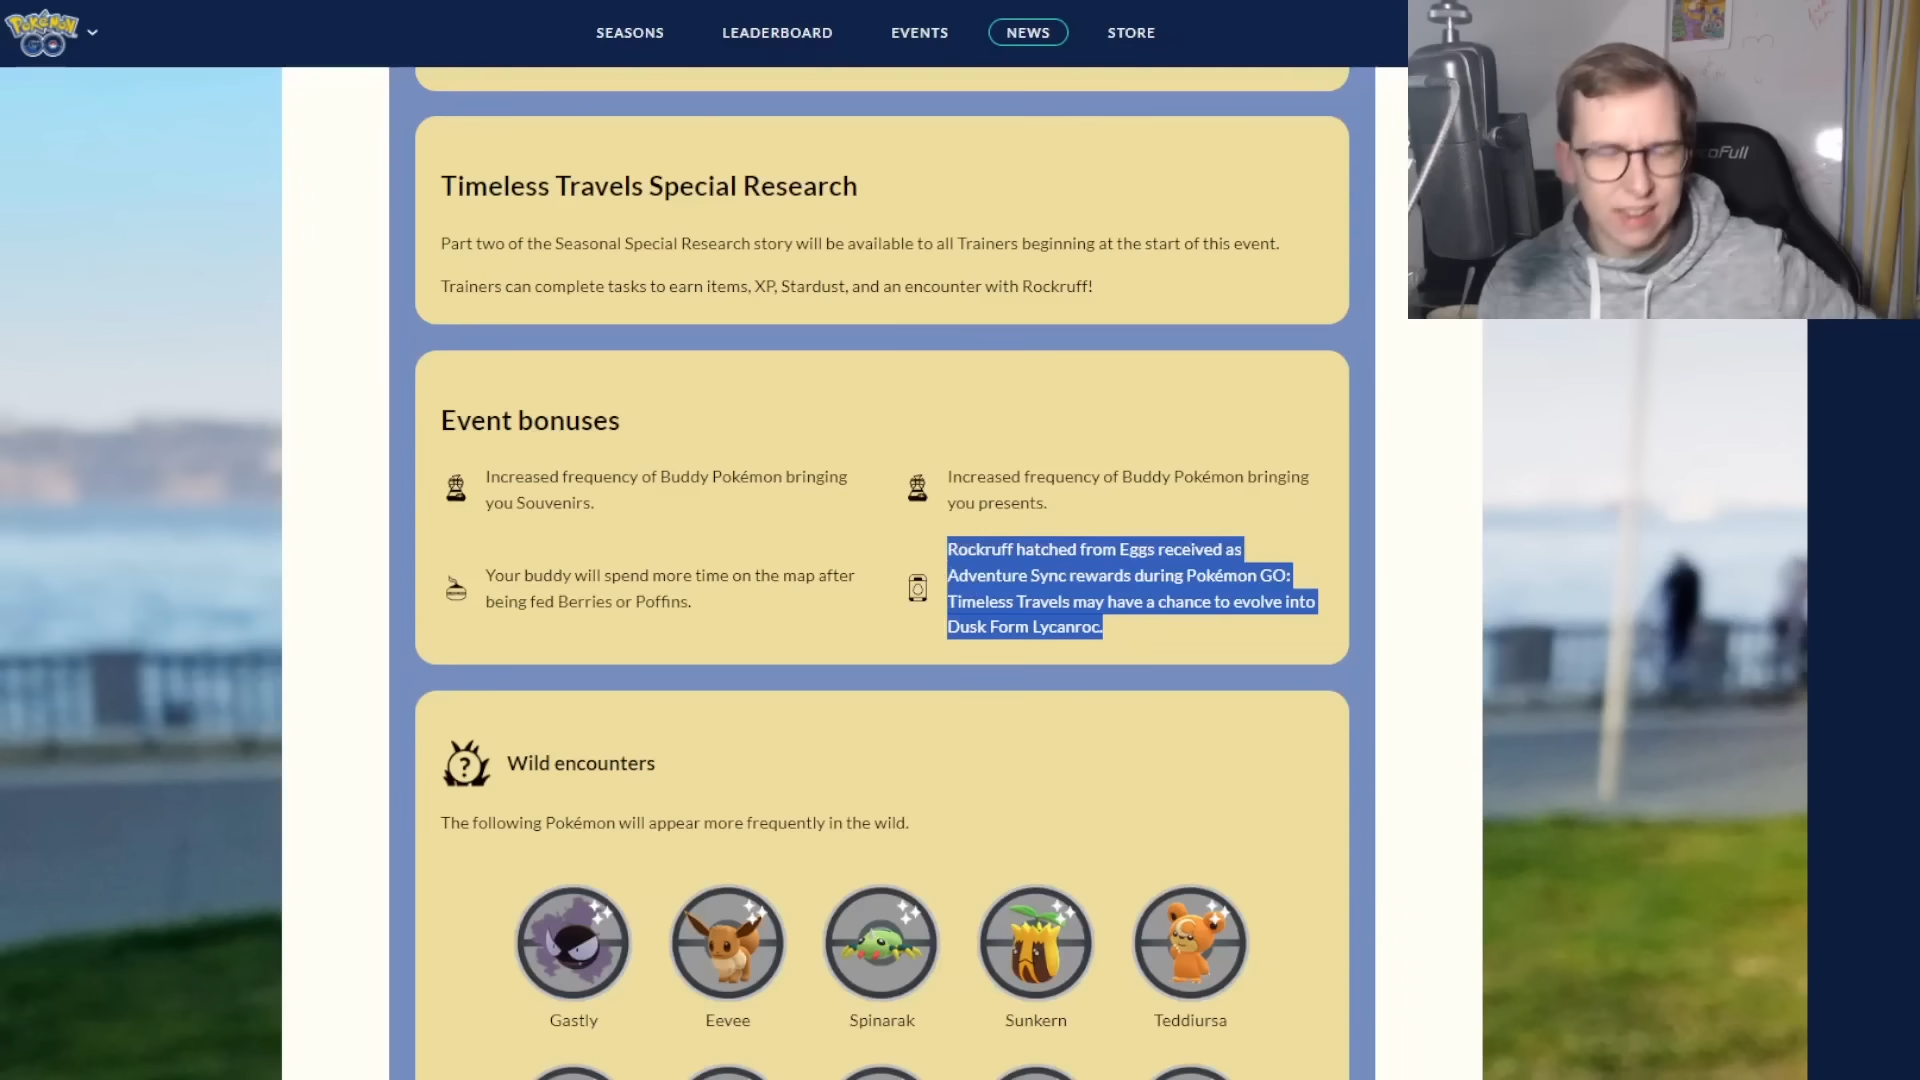 Pokémon GO
SEASONS
LEADERBOARD
EVENTS
NEWS
STORE
Timeless Travels Special Research
Part two of the Seasonal Special Research story will be available to all Trainers beginning at the start of this event.
Trainers can complete tasks to earn items, XP, Stardust, and an encounter with Rockruff!
Event bonuses
Increased frequency of Buddy Pokémon bringing
you Souvenirs.
Increased frequency of Buddy Pokémon bringing
you presents.
Your buddy will spend more time on the map after
being fed Berries or Poffins.
Rockruff hatched from Eggs received as
Adventure Sync rewards during Pokémon GO:
Timeless Travels may have a chance to evolve into
Dusk Form Lycanroc.
?
Wild encounters
The following Pokémon will appear more frequently in the wild.
Gastly
Eevee
Spinarak
Sunkern
Teddiursa